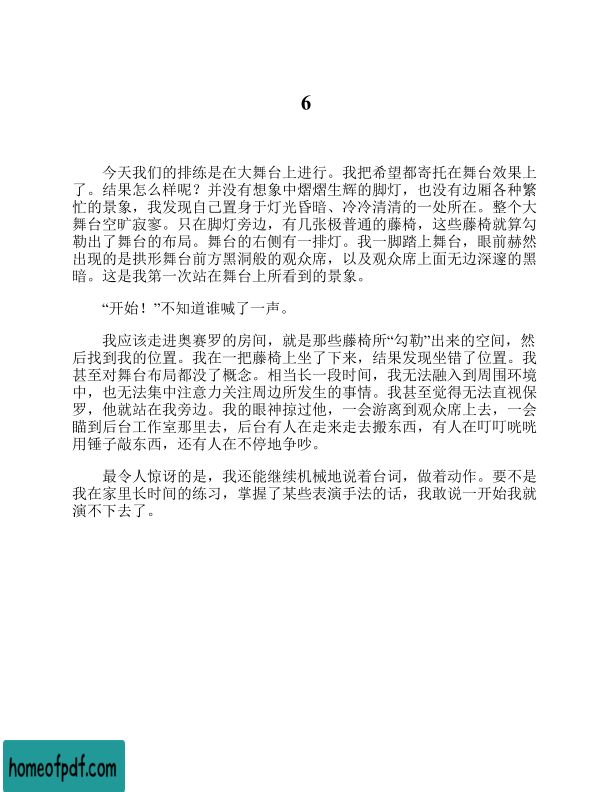 6
今天我们的排练是在大舞台上进行。我把希望都寄托在舞台效果上
了。结果怎么样呢？并没有想象中熠熠生辉的脚灯，也没有边厢各种繁
忙的景象，我发现自己置身于灯光昏暗、冷冷清清的一处所在。整个大
舞台空旷寂寥。只在脚灯旁边，有几张极普通的藤椅，这些藤椅就算勾
勒出了舞台的布局。舞台的右侧有一排灯。我一脚踏上舞台，眼前赫然
出现的是拱形舞台前方黑洞般的观众席，以及观众席上面无边深邃的黑
暗。这是我第一次站在舞台上所看到的景象。
“开始！”不知道谁喊了一声。
我应该走进奥赛罗的房间，就是那些藤椅所“勾勒”出来的空间，然
后找到我的位置。我在一把藤椅上坐了下来，结果发现坐错了位置。我
甚至对舞台布局都没了概念。相当长一段时间，我无法融入到周围环境
中，也无法集中注意力关注周边所发生的事情。我甚至觉得无法直视保
罗，他就站在我旁边。我的眼神掠过他，一会游离到观众席上去，一会
瞄到后台工作室那里去，后台有人在走来走去搬东西，有人在叮叮咣咣
用锤子敲东西，还有人在不停地争吵。
最令人惊讶的是，我还能继续机械地说着台词，做着动作。要不是
我在家里长时间的练习，掌握了某些表演手法的话，我敢说一开始我就
演不下去了。
homeofpdf.com